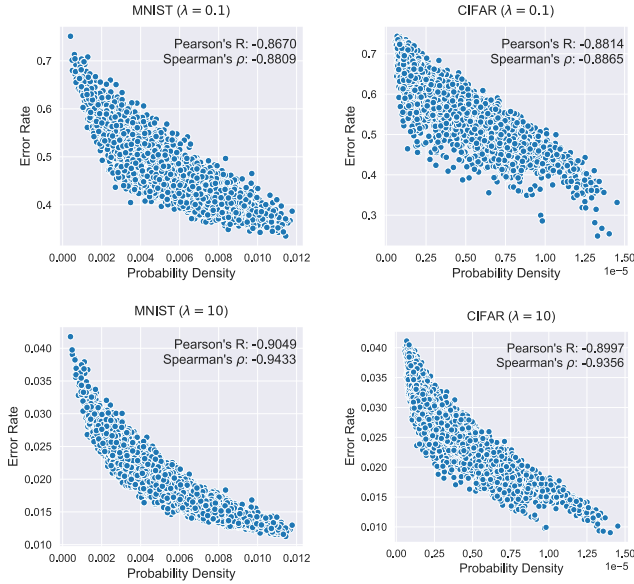 MNIST (λ = 0.1)
Pearson's R: -0.8670
Spearman's ρ: -0.8809
Error Rate
0.7
0.6
0.5
0.4
0.000 0.002 0.004 0.006 0.008 0.010 0.012
Probability Density
CIFAR (λ = 0.1)
Pearson's R: -0.8814
Spearman's ρ: -0.8865
Error Rate
0.7
0.6
0.5
0.4
0.3
0.00 0.25 0.50 0.75 1.00 1.25 1.50
1e−5
Probability Density
MNIST (λ = 10)
Pearson's R: -0.9049
Spearman's ρ: -0.9433
Error Rate
0.040
0.035
0.030
0.025
0.020
0.015
0.010
0.000 0.002 0.004 0.006 0.008 0.010 0.012
Probability Density
CIFAR (λ = 10)
Pearson's R: -0.8997
Spearman's ρ: -0.9356
Error Rate
0.040
0.035
0.030
0.025
0.020
0.015
0.010
0.00 0.25 0.50 0.75 1.00 1.25 1.50
1e−5
Probability Density